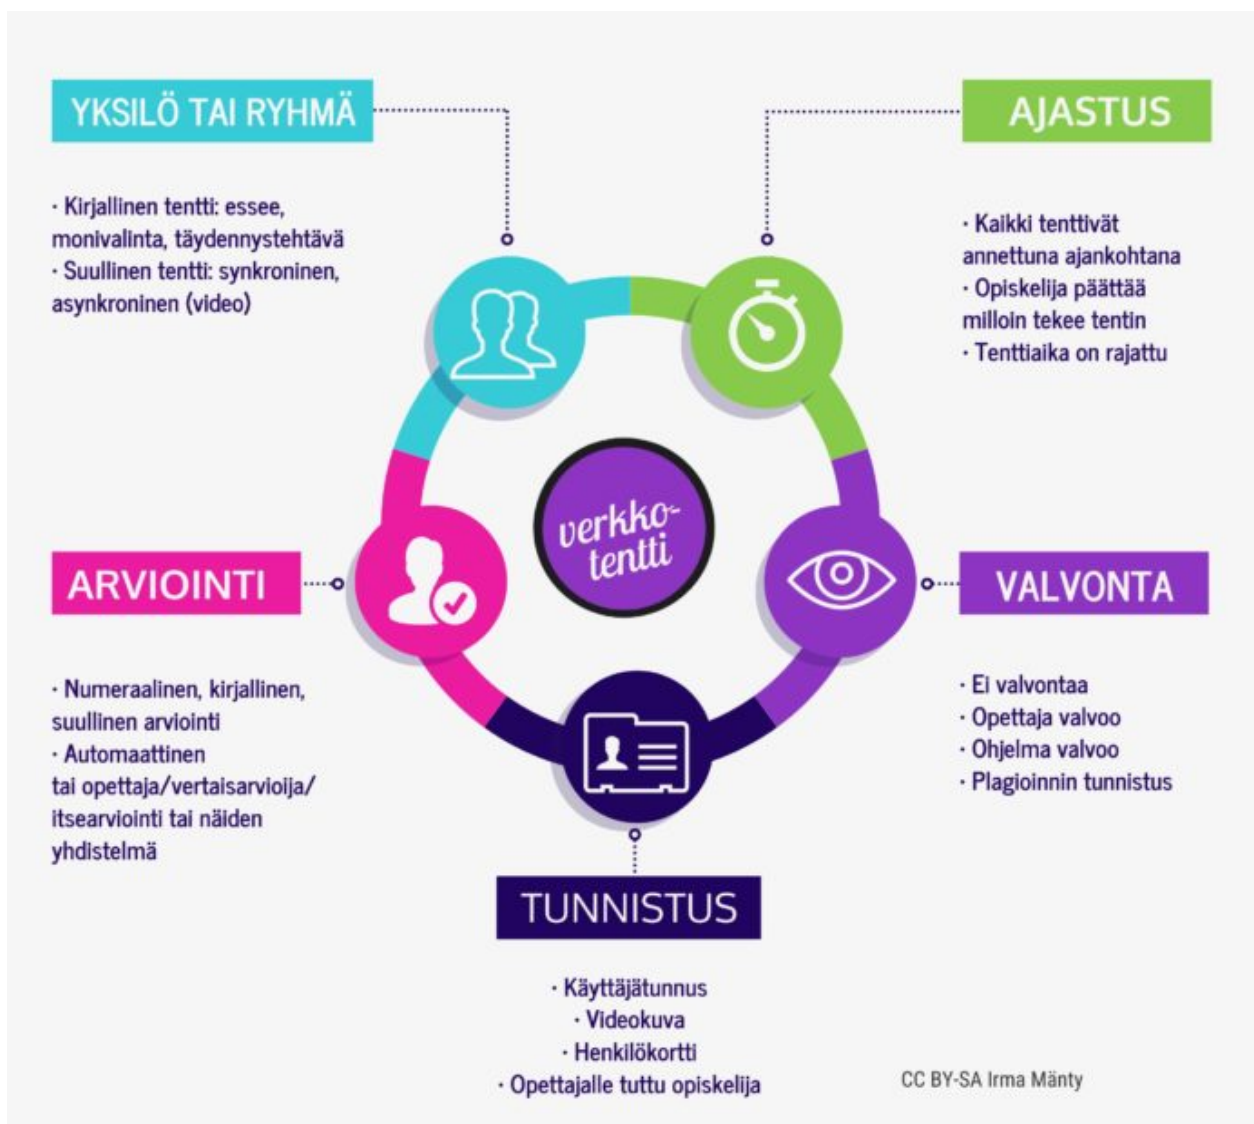 YKSILÖ TAI RYHMÄ
· Kirjallinen tentti: essee,
monivalinta, täydennystehtävä
· Suullinen tentti: synkroninen,
asynkroninen (video)
AJASTUS
· Kaikki tenttivät
annettuna ajankohtana
· Opiskelija päättää
milloin tekee tentin
· Tenttiaika on rajattu
verkko-
tentti
ARVIOINTI
· Numeraalinen, kirjallinen,
suullinen arviointi
· Automaattinen
tai opettaja/vertaisarvioija/
itsearviointi tai näiden
yhdistelmä
VALVONTA
· Ei valvontaa
· Opettaja valvoo
· Ohjelma valvoo
· Plagioinnin tunnistus
TUNNISTUS
· Käyttäjätunnus
· Videokuva
· Henkilökortti
· Opettajalle tuttu opiskelija
CC BY-SA Irma Mänty